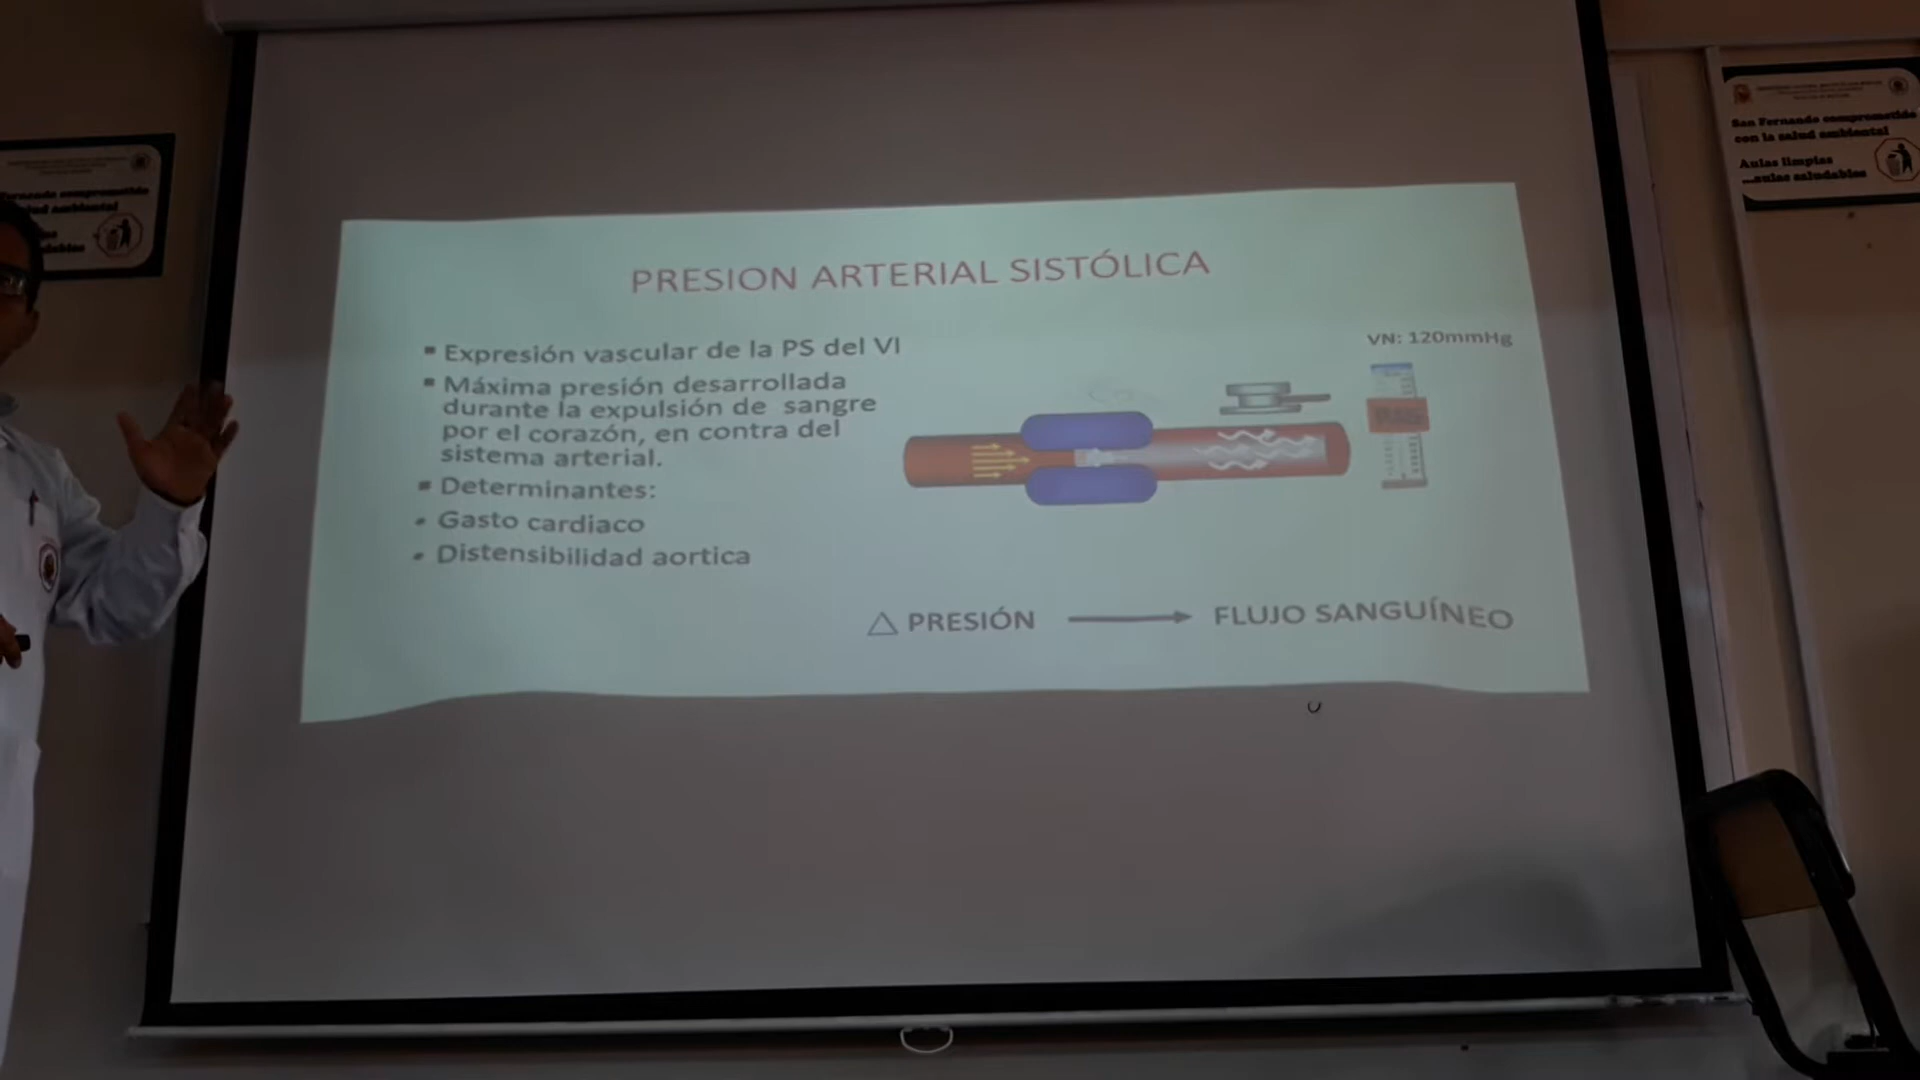 PRESION ARTERIAL SISTÓLICA
▪ Expresión vascular de la PS del VI
▪ Máxima presión desarrollada
durante la expulsión de sangre
por el corazón, en contra del
sistema arterial.
▪ Determinantes:
• Gasto cardiaco
• Distensibilidad aortica
VN: 120mmHg
△ PRESIÓN → FLUJO SANGUÍNEO
San Fernando comprometido
con la salud ambiental
Aulas limpias
...aulas saludables